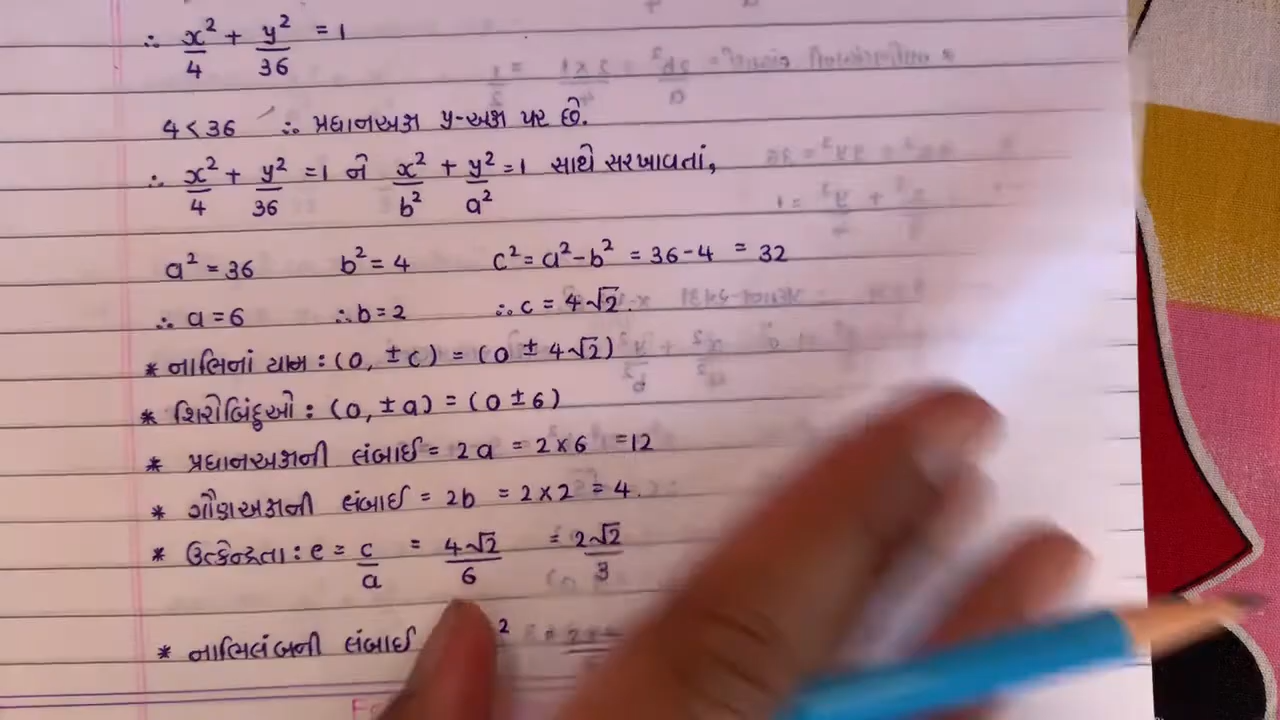 ∴ x²/4 + y²/36 = 1
4 < 36 ∴ પ્રધાનઅક્ષ y-અક્ષ પર છે.
∴ x²/4 + y²/36 = 1 ને x²/b² + y²/a² = 1 સાથે સરખાવતાં,
a² = 36 b² = 4 c² = a² - b² = 36 - 4 = 32
∴ a = 6 ∴ b = 2 ∴ c = 4√2.
* નાભિનાં યામ : (0, ± c) = (0 ± 4√2)
* શિરોબિંદુઓ : (0, ± a) = (0 ± 6)
* પ્રધાનઅક્ષની લંબાઈ = 2a = 2 × 6 = 12
* ગૌણઅક્ષની લંબાઈ = 2b = 2 × 2 = 4.
* ઉત્કેન્દ્રતા : e = c/a = 4√2/6 = 2√2/3
* નાભિલંબની લંબાઈ